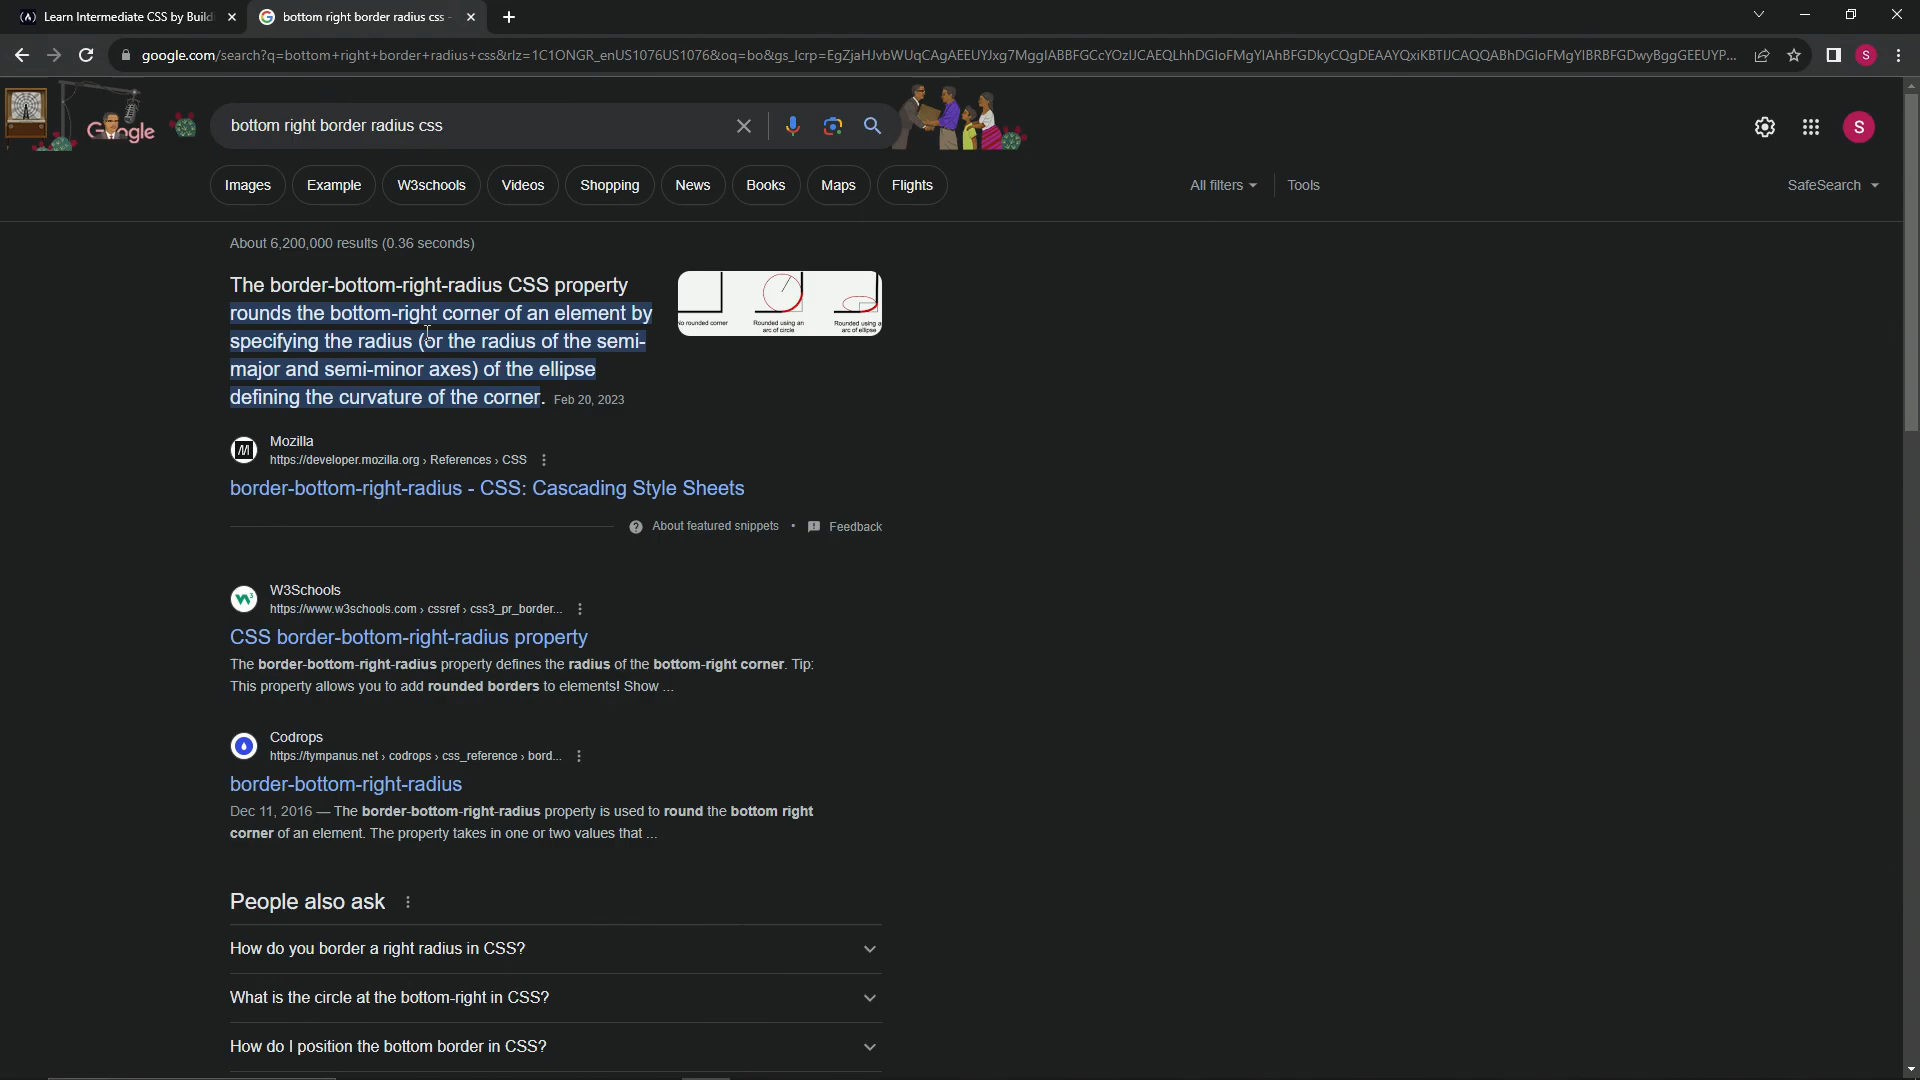 Learn Intermediate CSS by Build
bottom right border radius css -
google.com/search?q=bottom+right+border+radius+css&rlz=1C1ONGR_enUS1076US1076&oq=bo&gs_lcrp=
Google
bottom right border radius css
Images
Example
W3schools
Videos
Shopping
News
Books
Maps
Flights
All filters
Tools
SafeSearch
S
S
About 6,200,000 results (0.36 seconds)
The border-bottom-right-radius CSS property
rounds the bottom-right corner of an element by
specifying the radius (or the radius of the semi-
major and semi-minor axes) of the ellipse
defining the curvature of the corner. Feb 20, 2023
No rounded corner
Rounded using an
arc of circle
Rounded using a
arc of ellipse
Mozilla
https://developer.mozilla.org › References › CSS
border-bottom-right-radius - CSS: Cascading Style Sheets
About featured snippets • Feedback
W3Schools
https://www.w3schools.com › cssref › css3_pr_border...
CSS border-bottom-right-radius property
The border-bottom-right-radius property defines the radius of the bottom-right corner. Tip:
This property allows you to add rounded borders to elements! Show ...
Codrops
https://tympanus.net › codrops › css_reference › bord...
border-bottom-right-radius
Dec 11, 2016 — The border-bottom-right-radius property is used to round the bottom right
corner of an element. The property takes in one or two values that ...
People also ask
How do you border a right radius in CSS?
What is the circle at the bottom-right in CSS?
How do I position the bottom border in CSS?